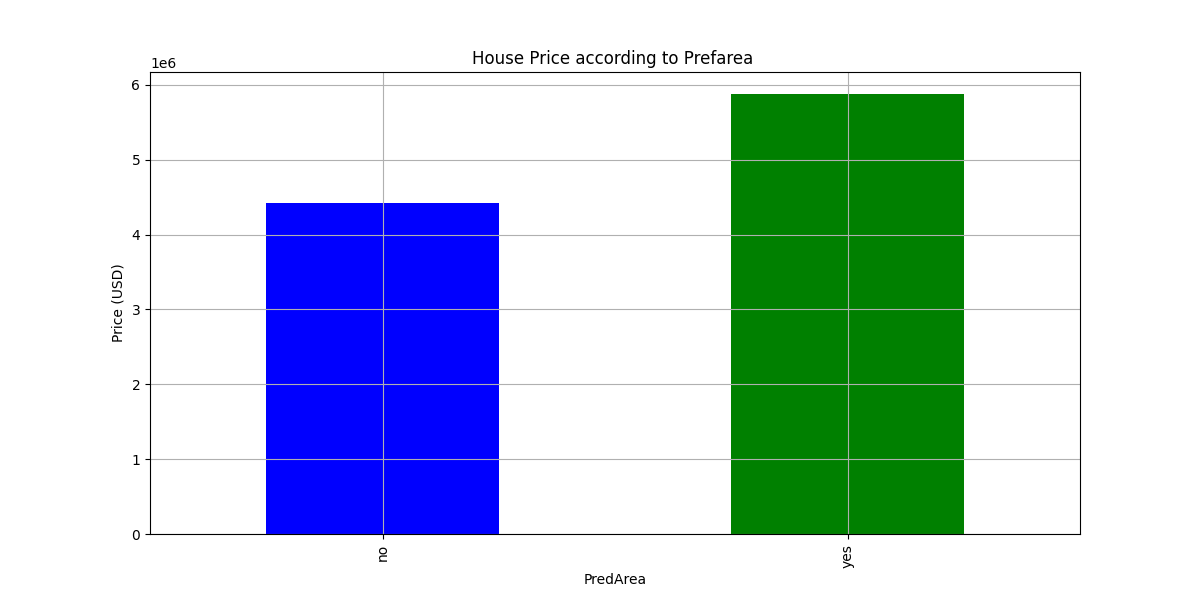 House Price according to Prefarea
1e6
6
5
4
3
2
1
0
Price (USD)
no
yes
PredArea